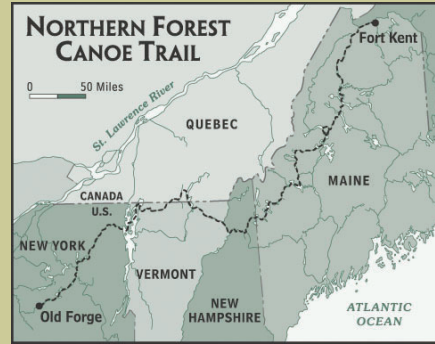 NORTHERN FOREST
CANOE TRAIL
0 50 Miles
St. Lawrence River
Fort Kent
QUEBEC
MAINE
CANADA
U.S.
NEW YORK
VERMONT
Old Forge
NEW
HAMPSHIRE
ATLANTIC
OCEAN